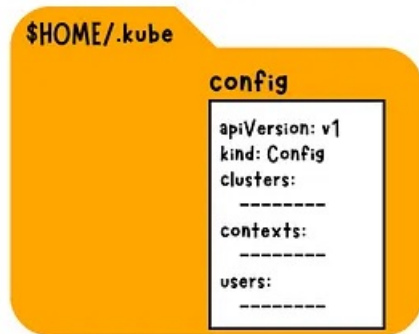 $HOME/.kube
config
apiVersion: v1
kind: Config
clusters:
--------
contexts:
--------
users:
--------